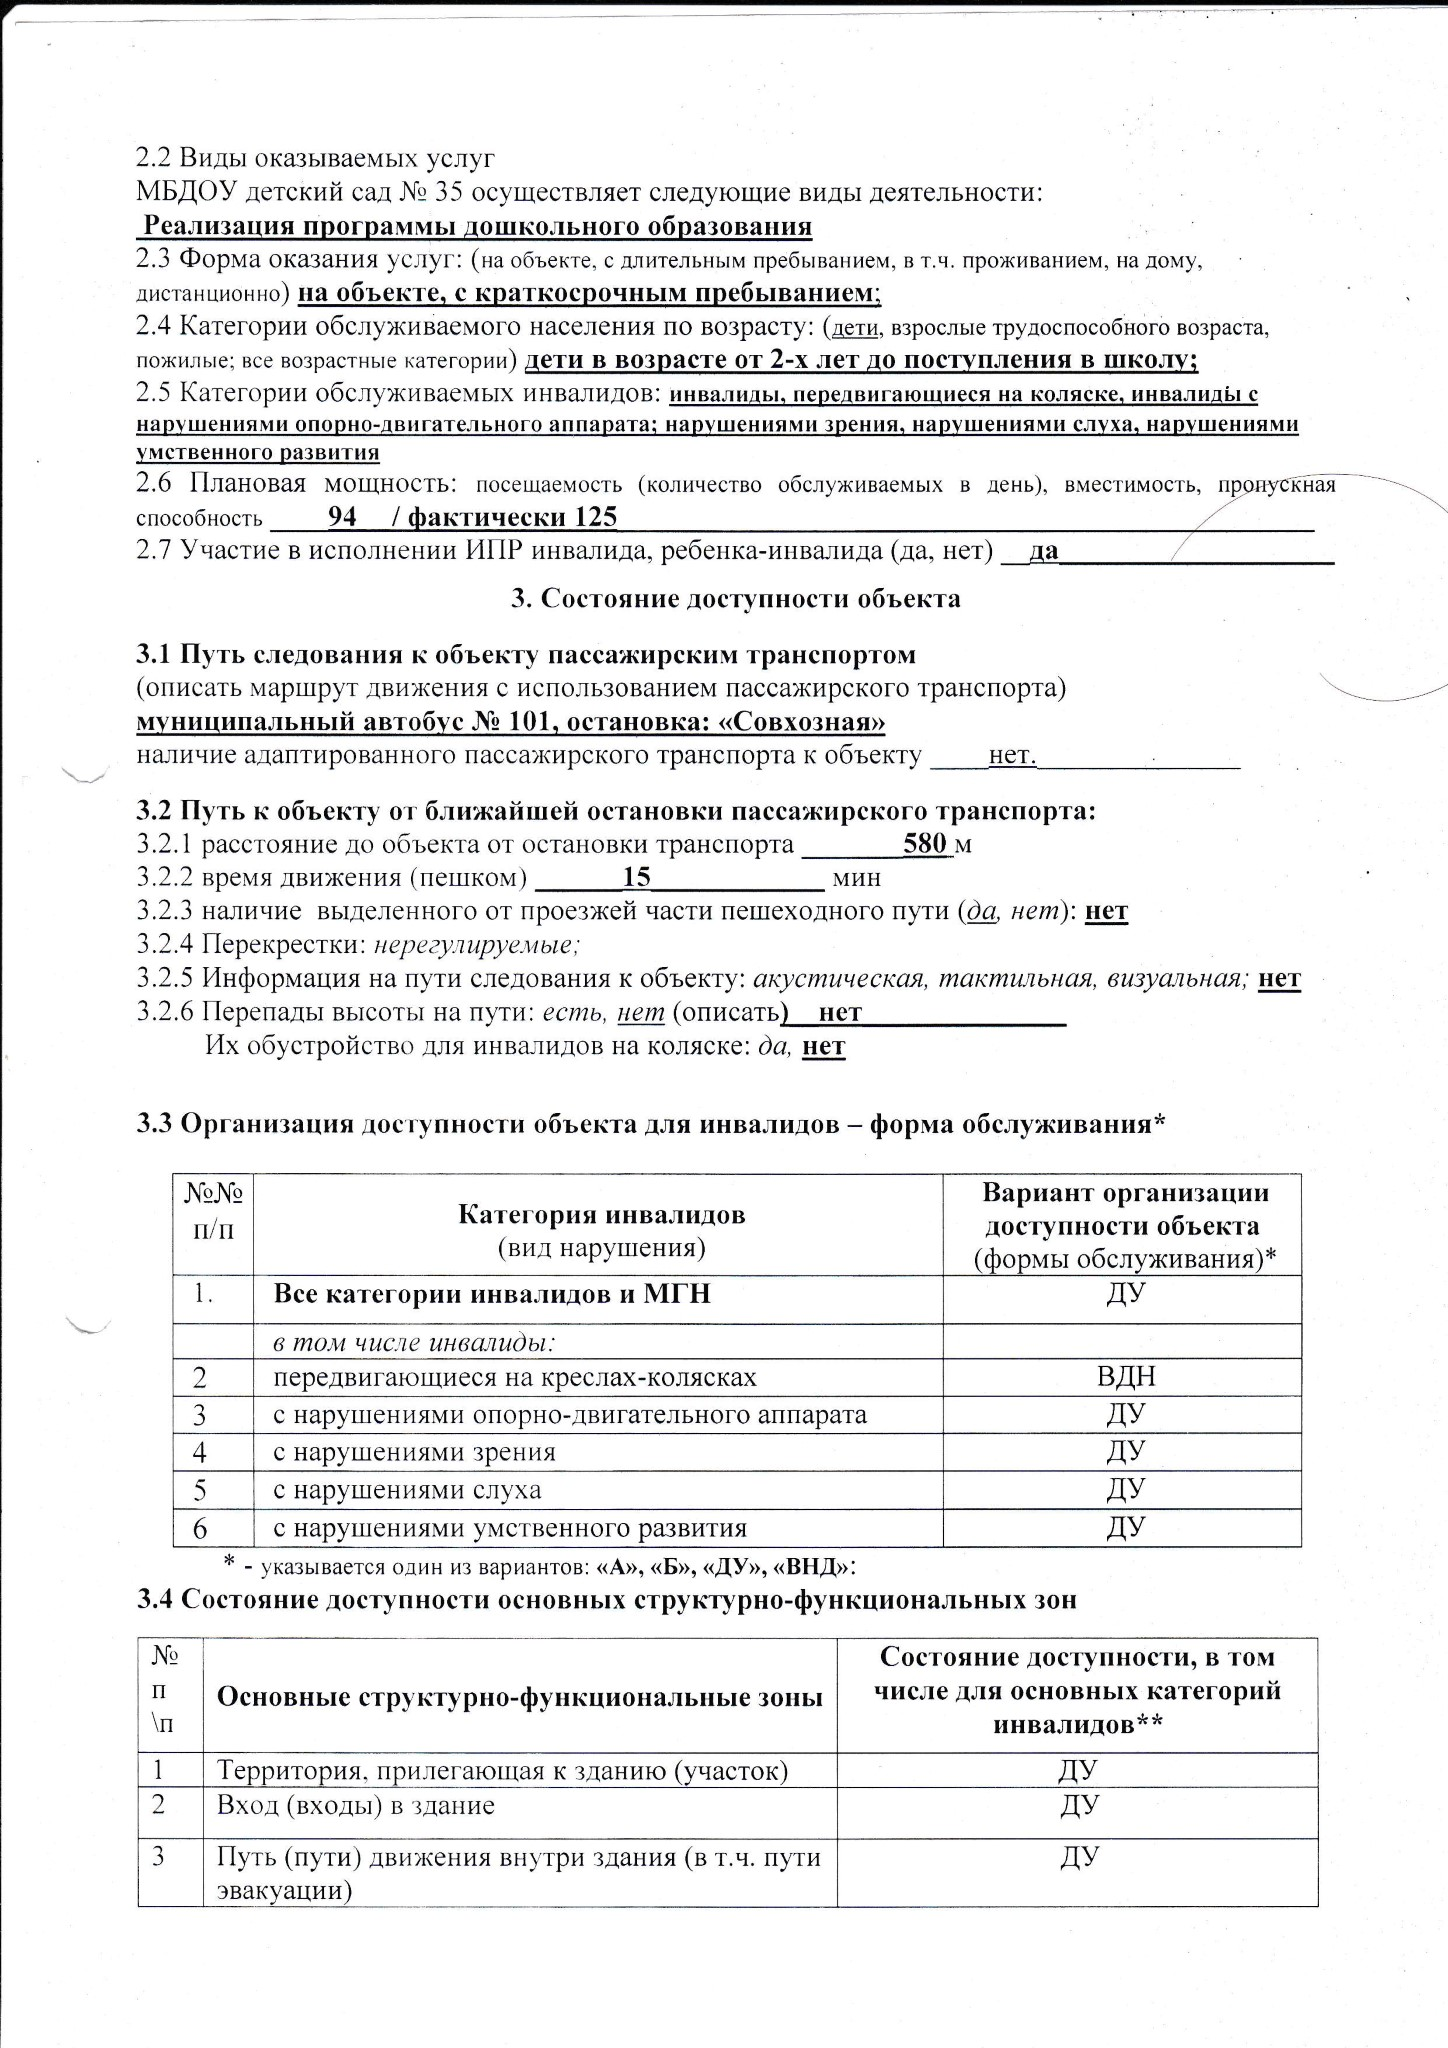 2.2 Виды оказываемых услуг
МБДОУ детский сад № 35 осуществляет следующие виды деятельности:
Реализация программы дошкольного образования
2.3 Форма оказания услуг: (на объекте, с длительным пребыванием, в т.ч. проживанием, на дому,
дистанционно) на объекте, с краткосрочным пребыванием;
2.4 Категории обслуживаемого населения по возрасту: (дети, взрослые трудоспособного возраста,
пожилые; все возрастные категории) дети в возрасте от 2-х лет до поступления в школу;
2.5 Категории обслуживаемых инвалидов: инвалиды, передвигающиеся на коляске, инвалиды с
нарушениями опорно-двигательного аппарата; нарушениями зрения, нарушениями слуха, нарушениями
умственного развития
2.6 Плановая мощность: посещаемость (количество обслуживаемых в день), вместимость, пропускная
способность ____94__ / фактически 125____
2.7 Участие в исполнении ИПР инвалида, ребенка-инвалида (да, нет) __да____
3. Состояние доступности объекта
3.1 Путь следования к объекту пассажирским транспортом
(описать маршрут движения с использованием пассажирского транспорта)
муниципальный автобус № 101, остановка: «Совхозная»
наличие адаптированного пассажирского транспорта к объекту ____нет.____
3.2 Путь к объекту от ближайшей остановки пассажирского транспорта:
3.2.1 расстояние до объекта от остановки транспорта _______580 м
3.2.2 время движения (пешком) ______15____________ мин
3.2.3 наличие выделенного от проезжей части пешеходного пути (да, нет): нет
3.2.4 Перекрестки: нерегулируемые;
3.2.5 Информация на пути следования к объекту: акустическая, тактильная, визуальная; нет
3.2.6 Перепады высоты на пути: есть, нет (описать)__нет______________
Их обустройство для инвалидов на коляске: да, нет
3.3 Организация доступности объекта для инвалидов – форма обслуживания*
№№ п/п Категория инвалидов (вид нарушения) Вариант организации доступности объекта (формы обслуживания)*
1. Все категории инвалидов и МГН ДУ
в том числе инвалиды:
2 передвигающиеся на креслах-колясках ВДН
3 с нарушениями опорно-двигательного аппарата ДУ
4 с нарушениями зрения ДУ
5 с нарушениями слуха ДУ
6 с нарушениями умственного развития ДУ
* - указывается один из вариантов: «А», «Б», «ДУ», «ВНД»:
3.4 Состояние доступности основных структурно-функциональных зон
№ п \п Основные структурно-функциональные зоны Состояние доступности, в том числе для основных категорий инвалидов**
1 Территория, прилегающая к зданию (участок) ДУ
2 Вход (входы) в здание ДУ
3 Путь (пути) движения внутри здания (в т.ч. пути ДУ
эвакуации)